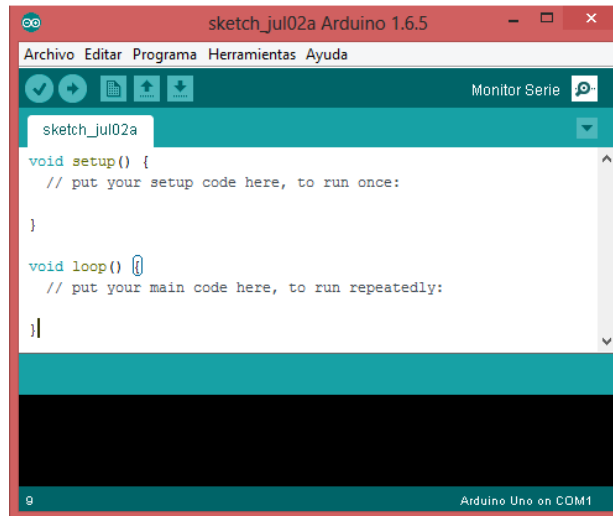 sketch_jul02a Arduino 1.6.5
Archivo Editar Programa Herramientas Ayuda
Monitor Serie
sketch_jul02a
void setup() {
  // put your setup code here, to run once:
}
void loop() {
  // put your main code here, to run repeatedly:
}
9
Arduino Uno on COM1